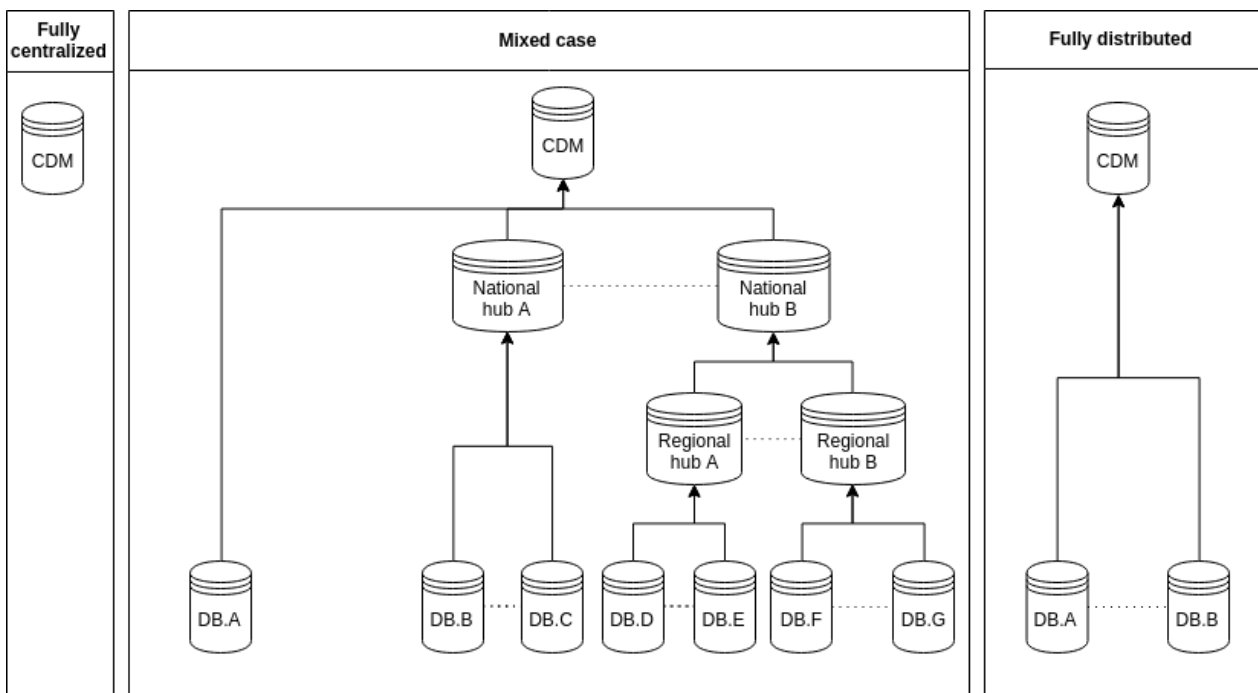 Fully
centralized
CDM
Mixed case
CDM
National
hub A
National
hub B
Regional
hub A
Regional
hub B
DB.A
DB.B
DB.C
DB.D
DB.E
DB.F
DB.G
Fully distributed
CDM
DB.A
DB.B